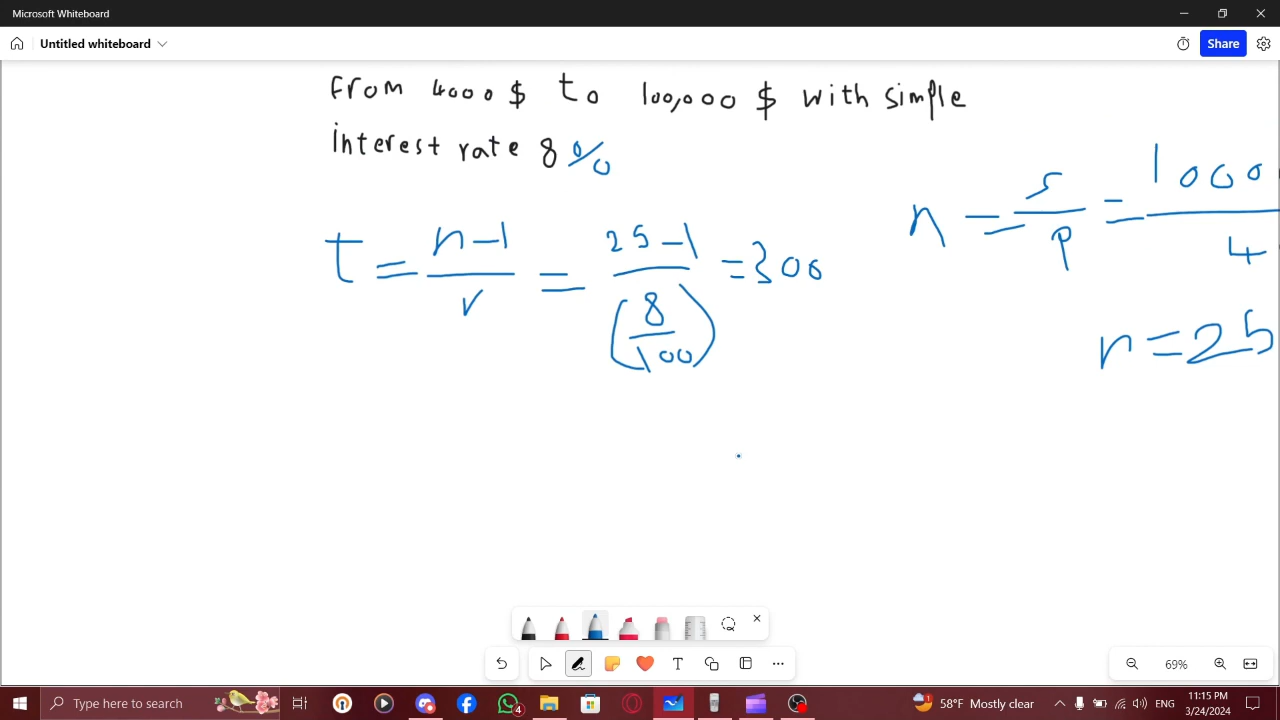 Microsoft Whiteboard
Untitled whiteboard
Share
From 4000 $ to 100,000 $ with simple
interest rate 8 %
t = n-1 / r = 25-1 / (8/100) = 300
n = S / P = 1000 / 4
n = 25
69%
Type here to search
4
58°F Mostly clear
ENG
11:15 PM
3/24/2024